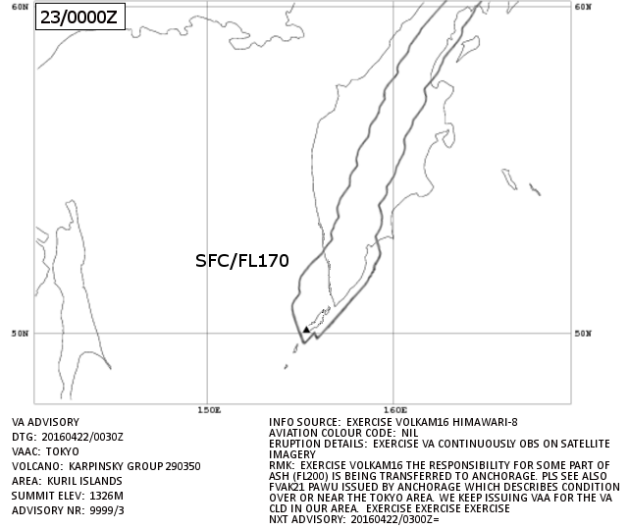 23/0000Z
60N
60N
SFC/FL170
50N
50N
150E
160E
VA ADVISORY
DTG: 20160422/0030Z
VAAC: TOKYO
VOLCANO: KARPINSKY GROUP 290350
AREA: KURIL ISLANDS
SUMMIT ELEV: 1326M
ADVISORY NR: 9999/3
INFO SOURCE: EXERCISE VOLKAM16 HIMAWARI-8
AVIATION COLOUR CODE: NIL
ERUPTION DETAILS: EXERCISE VA CONTINUOUSLY OBS ON SATELLITE
IMAGERY
RMK: EXERCISE VOLKAM16 THE RESPONSIBILITY FOR SOME PART OF
ASH (FL200) IS BEING TRANSFERRED TO ANCHORAGE. PLS SEE ALSO
FVAK21 PAWU ISSUED BY ANCHORAGE WHICH DESCRIBES CONDITION
OVER OR NEAR THE TOKYO AREA. WE KEEP ISSUING VAA FOR THE VA
CLD IN OUR AREA. EXERCISE EXERCISE EXERCISE
NXT ADVISORY: 20160422/0300Z=